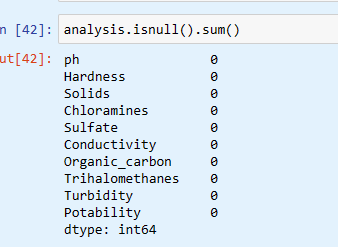 n [42]: analysis.isnull().sum()
ut[42]: ph 0
Hardness 0
Solids 0
Chloramines 0
Sulfate 0
Conductivity 0
Organic_carbon 0
Trihalomethanes 0
Turbidity 0
Potability 0
dtype: int64